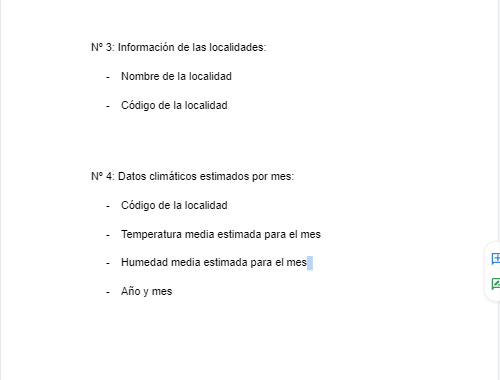 Nº 3: Información de las localidades:
- Nombre de la localidad
- Código de la localidad
Nº 4: Datos climáticos estimados por mes:
- Código de la localidad
- Temperatura media estimada para el mes
- Humedad media estimada para el mes
- Año y mes